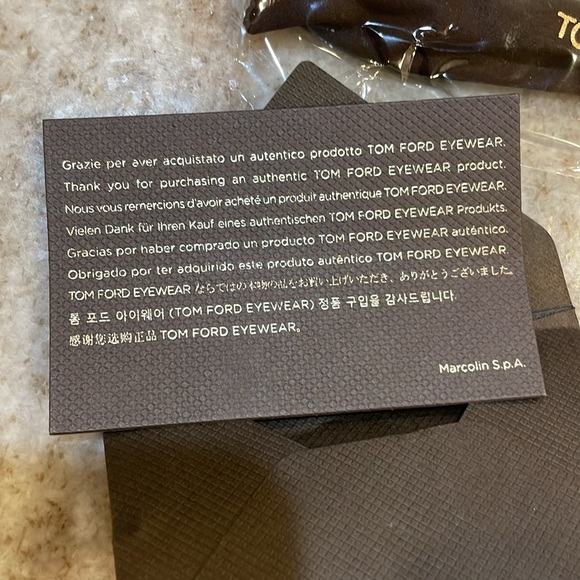 TO
Grazie per aver acquistato un autentico prodotto TOM FORD EYEWEAR.
Thank you for purchasing an authentic TOM FORD EYEWEAR product.
Nous vous remercions d'avoir acheté un produit authentique TOM FORD EYEWEAR.
Vielen Dank für Ihren Kauf eines authentischen TOM FORD EYEWEAR Produkts.
Gracias por haber comprado un producto TOM FORD EYEWEAR auténtico.
Obrigado por ter adquirido este produto autêntico TOM FORD EYEWEAR.
TOM FORD EYEWEAR ならではの本物の品をお買い上げいただき、ありがとうございました。
톰 포드 아이웨어 (TOM FORD EYEWEAR) 정품 구입을 감사드립니다.
感谢您选购正品 TOM FORD EYEWEAR。
Marcolin S.p.A.